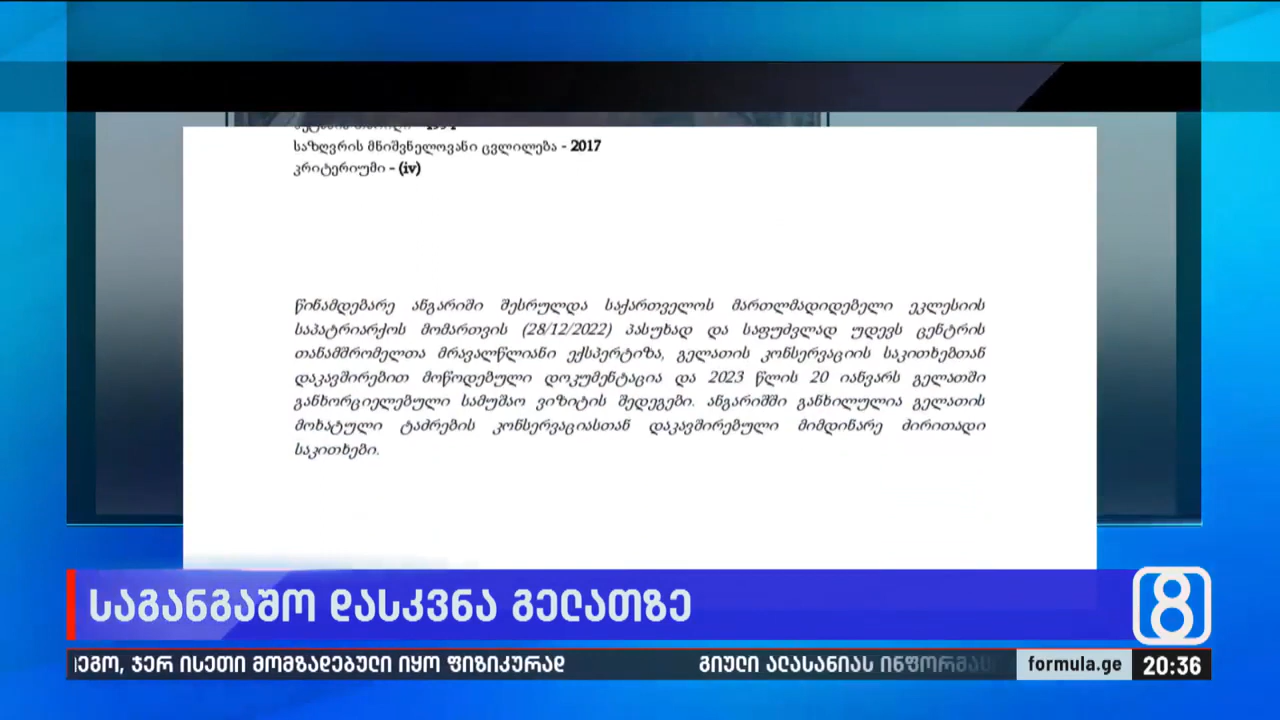 საზღვრის მნიშვნელოვანი ცვლილება - 2017
კრიტერიუმი - (iv)
წინამდებარე ანგარიში შესრულდა საქართველოს მართლმადიდებელი ეკლესიის
საპატრიარქოს მომართვის (28/12/2022) პასუხად და საფუძვლად უდევს ცენტრის
თანამშრომელთა მრავალწლიანი ექსპერტიზა, გელათის კონსერვაციის საკითხებთან
დაკავშირებით მოწოდებული დოკუმენტაცია და 2023 წლის 20 იანვარს გელათში
განხორციელებული სამუშაო ვიზიტის შედეგები. ანგარიშში განხილულია გელათის
მოხატული ტაძრების კონსერვაციასთან დაკავშირებული მიმდინარე ძირითადი
საკითხები.
საგანგაშო დასკვნა გელათზე
8
ჯერ ისეთი მომზადებული იყო ფიზიკურად გიული ალასანიას formula.ge 20:36